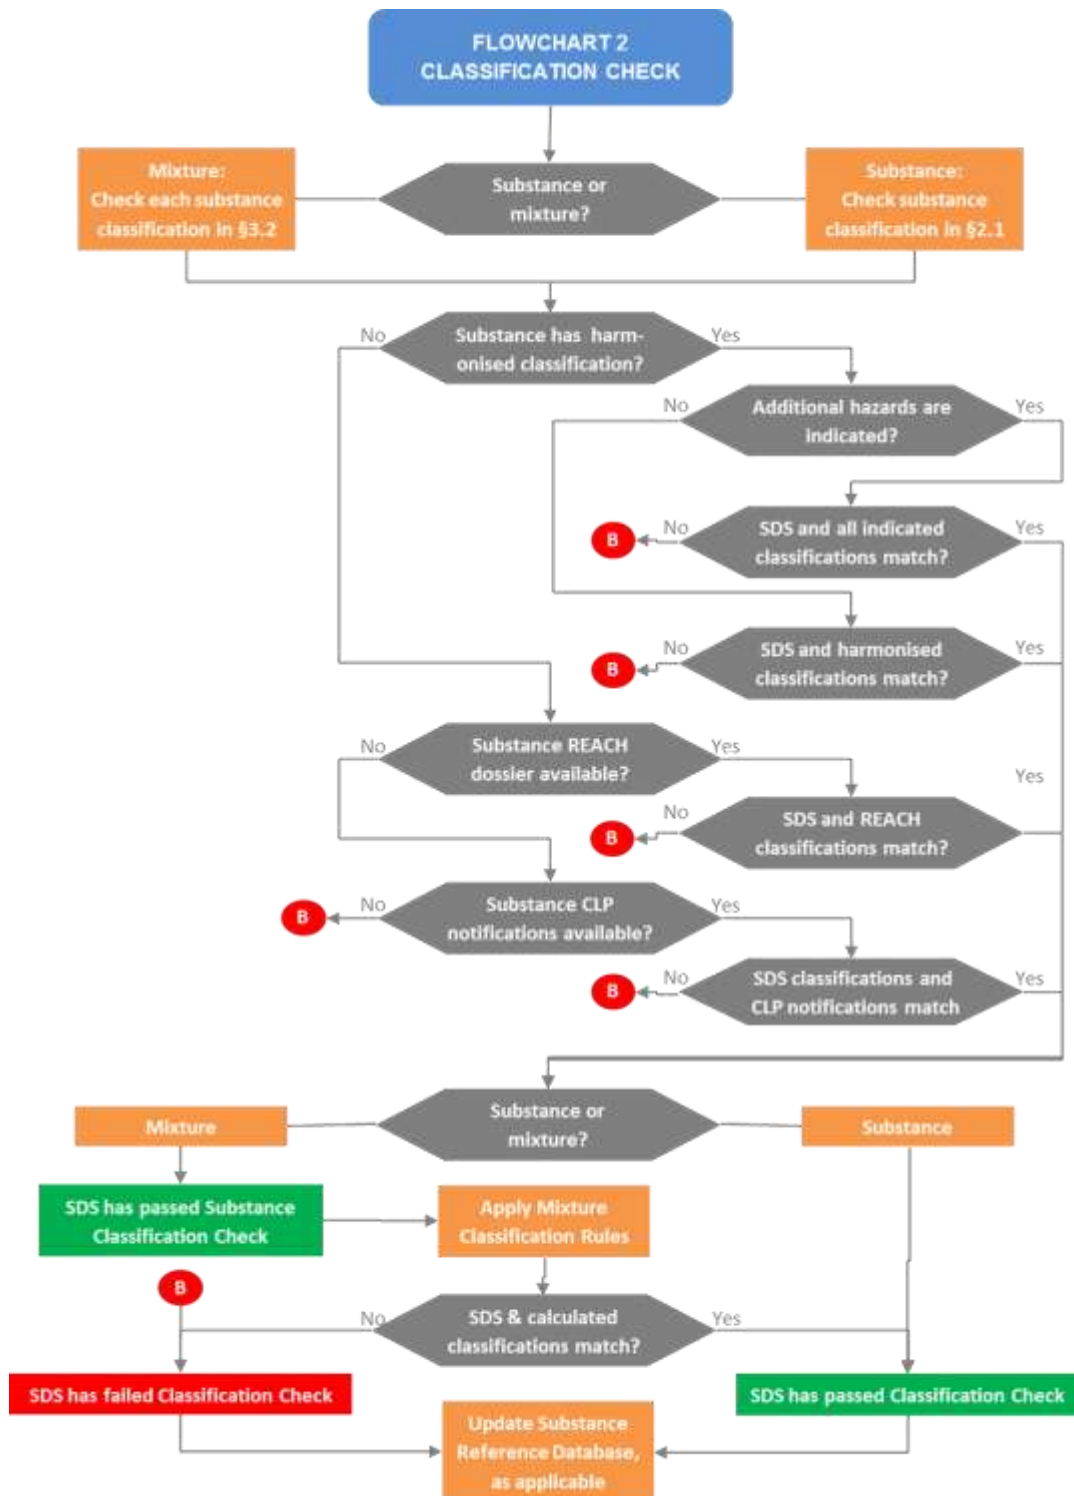 FLOWCHART 2
CLASSIFICATION CHECK
Mixture:
Check each substance
classification in §3.2
Substance or
mixture?
Substance:
Check substance
classification in §2.1
No
Substance has harm-
onised classification?
Yes
No
Additional hazards are
indicated?
Yes
B
No
SDS and all indicated
classifications match?
Yes
B
No
SDS and harmonised
classifications match?
Yes
No
Substance REACH
dossier available?
Yes
Yes
B
No
SDS and REACH
classifications match?
B
No
Substance CLP
notifications available?
Yes
B
No
SDS classifications and
CLP notifications match
Yes
Mixture
Substance or
mixture?
Substance
SDS has passed Substance
Classification Check
Apply Mixture
Classification Rules
B
No
SDS & calculated
classifications match?
Yes
SDS has failed Classification Check
SDS has passed Classification Check
Update Substance
Reference Database,
as applicable